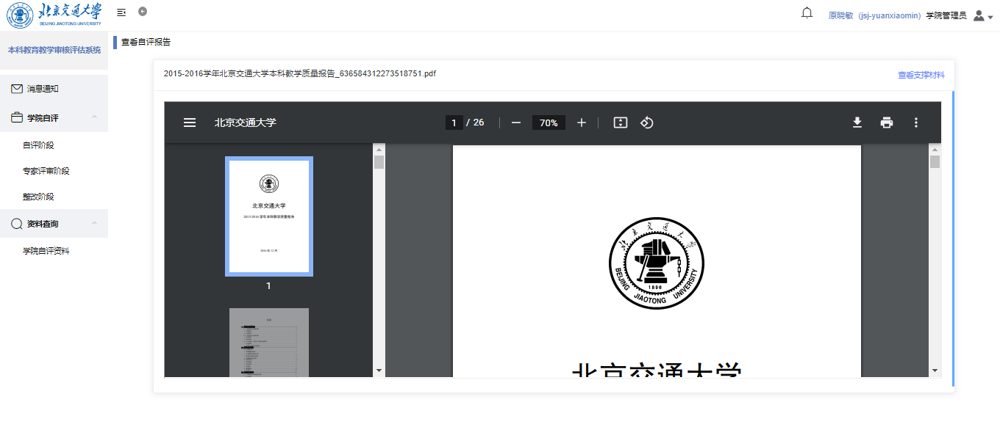 北京交通大学
BEIJING JIAOTONG UNIVERSITY
原晓敏（jsj-yuanxiaomin）学院管理员
本科教育教学审核评估系统
消息通知
学院自评
自评阶段
专家评审阶段
整改阶段
资料查询
学院自评资料
查看自评报告
2015-2016学年北京交通大学本科教学质量报告_636584312273518751.pdf
查看支撑材料
北京交通大学
1 / 26
70%
北京交通大学
2015-2016 学年本科教学质量报告
2016 年 12 月
1
北京交通大学
1896
BEIJING JIAOTONG UNIVERSITY
北京交通大学